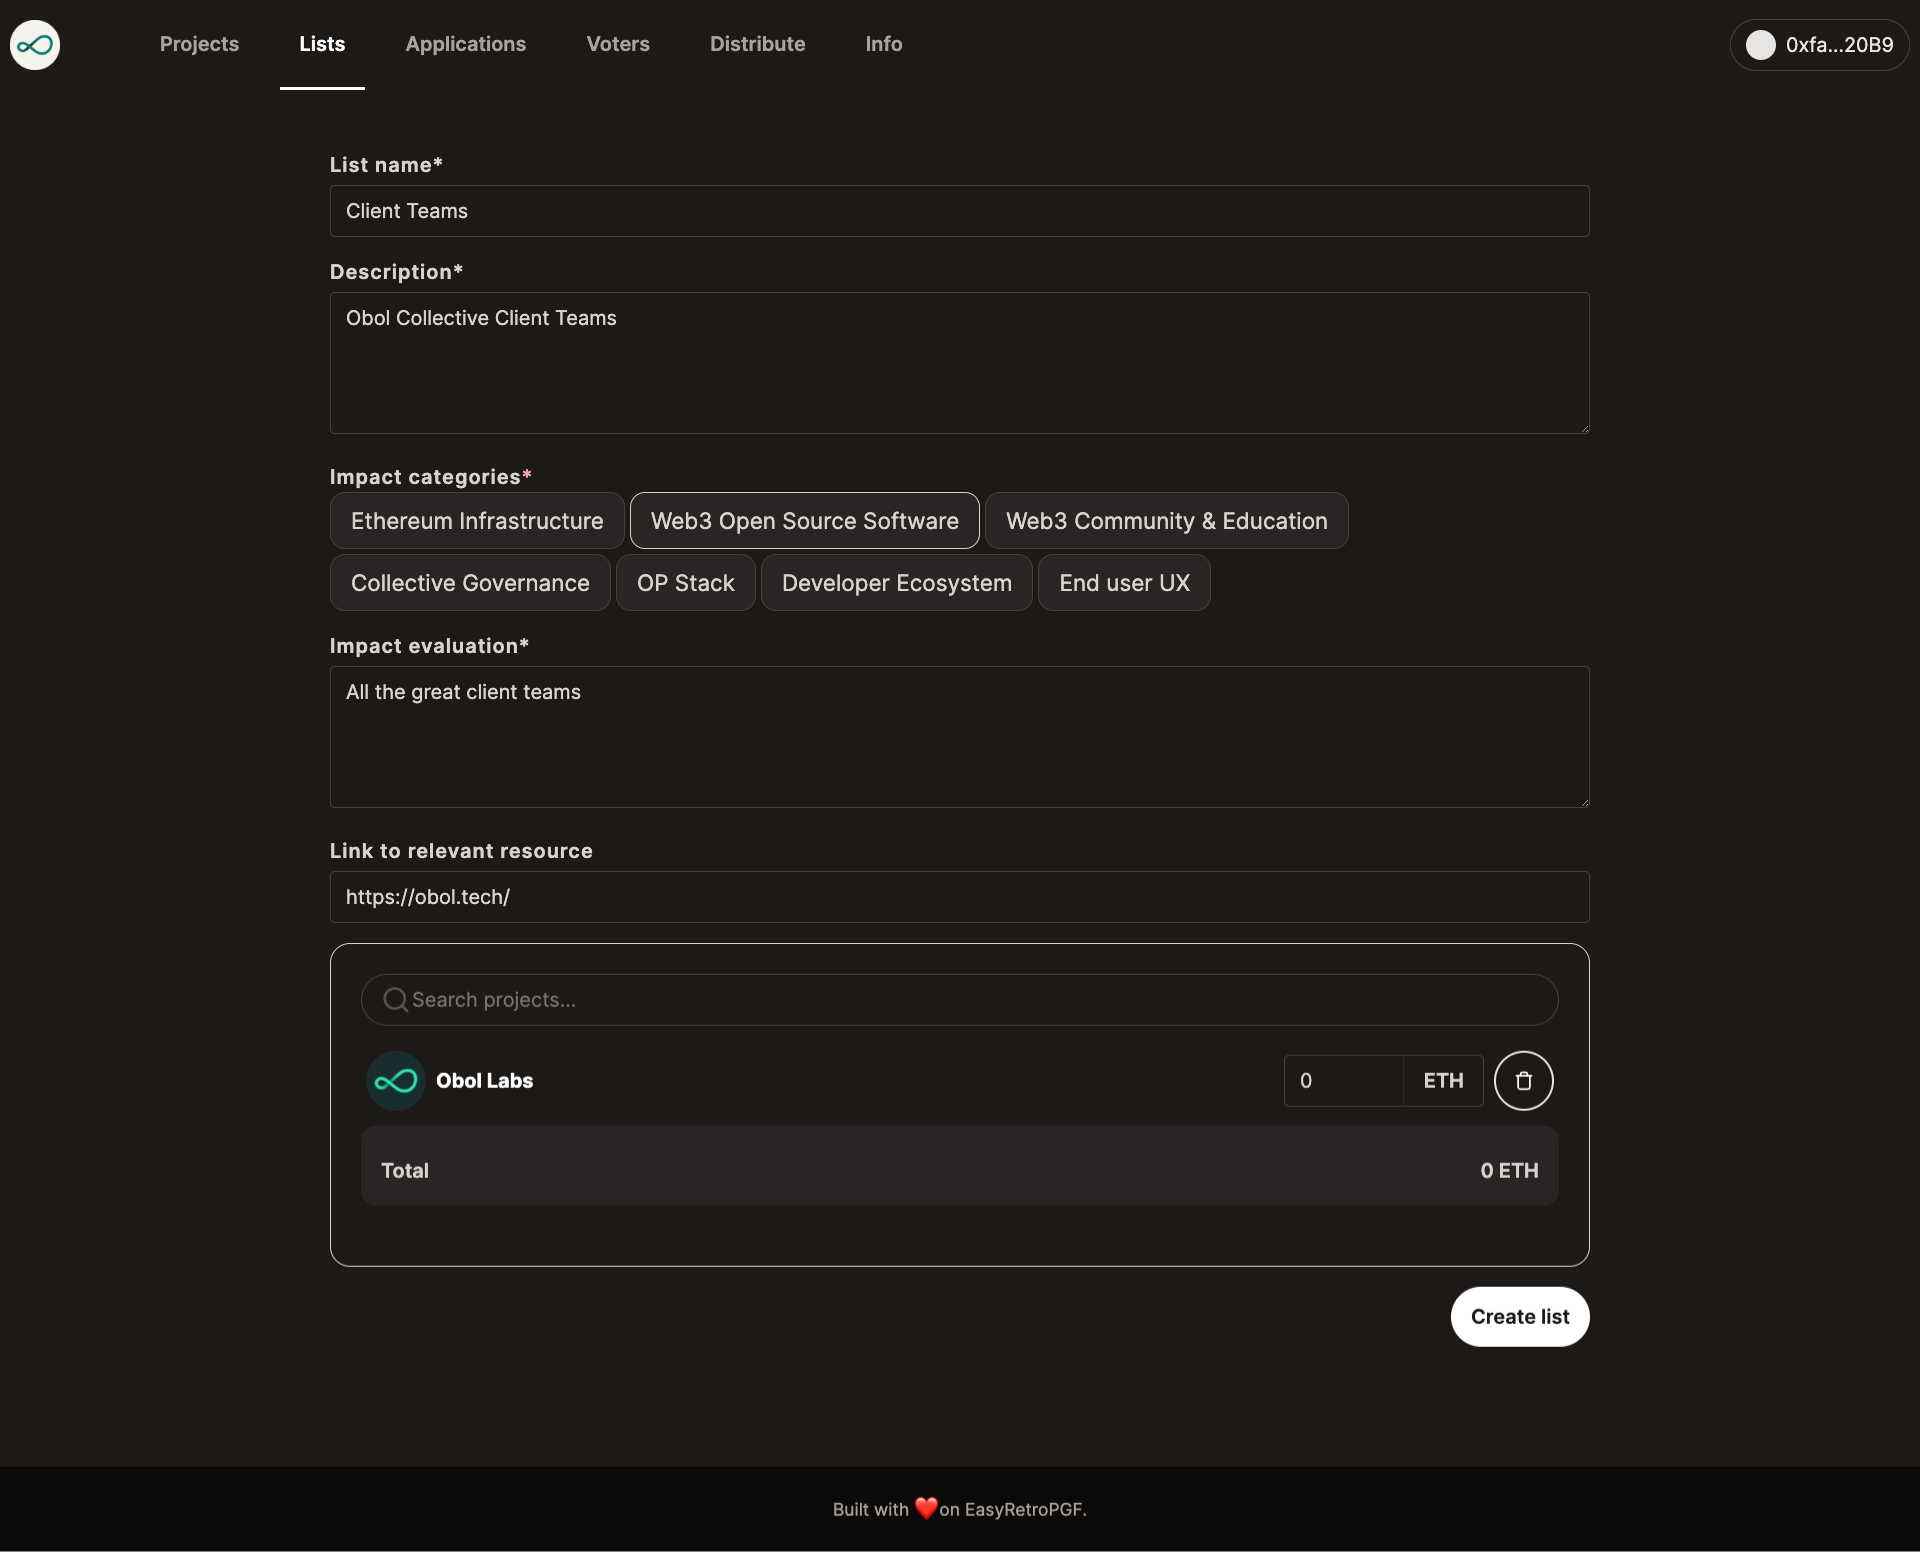 Projects Lists Applications Voters Distribute Info 0xfa...20B9
List name*
Client Teams
Description*
Obol Collective Client Teams
Impact categories*
Ethereum Infrastructure Web3 Open Source Software Web3 Community & Education
Collective Governance OP Stack Developer Ecosystem End user UX
Impact evaluation*
All the great client teams
Link to relevant resource
https://obol.tech/
Search projects...
Obol Labs 0 ETH
Total 0 ETH
Create list
Built with ❤️ on EasyRetroPGF.